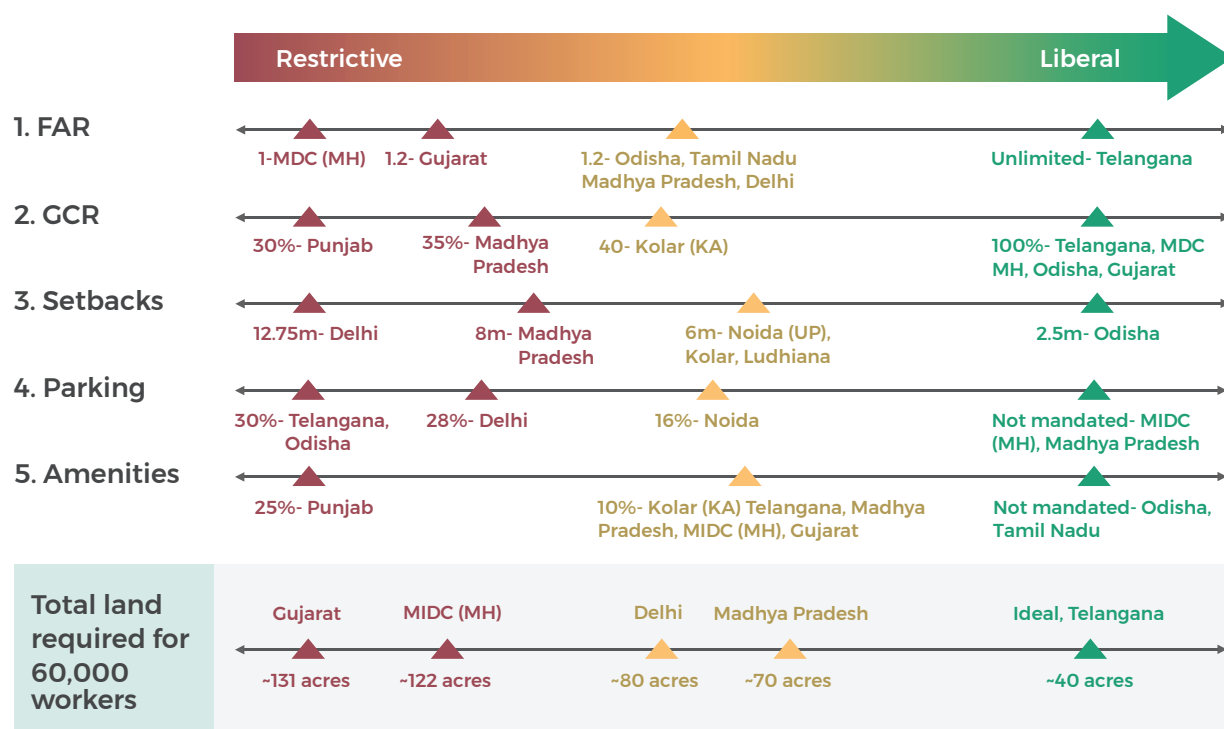 Restrictive
Liberal
1. FAR
1-MDC (MH)
1.2- Gujarat
1.2- Odisha, Tamil Nadu
Madhya Pradesh, Delhi
Unlimited- Telangana
2. GCR
30%- Punjab
35%- Madhya
Pradesh
40- Kolar (KA)
100%- Telangana, MDC
MH, Odisha, Gujarat
3. Setbacks
12.75m- Delhi
8m- Madhya
Pradesh
6m- Noida (UP),
Kolar, Ludhiana
2.5m- Odisha
4. Parking
30%- Telangana,
Odisha
28%- Delhi
16%- Noida
Not mandated- MIDC
(MH), Madhya Pradesh
5. Amenities
25%- Punjab
10%- Kolar (KA) Telangana, Madhya
Pradesh, MIDC (MH), Gujarat
Not mandated- Odisha,
Tamil Nadu
Total land
required for
60,000
workers
Gujarat
MIDC (MH)
Delhi
Madhya Pradesh
Ideal, Telangana
~131 acres
~122 acres
~80 acres
~70 acres
~40 acres